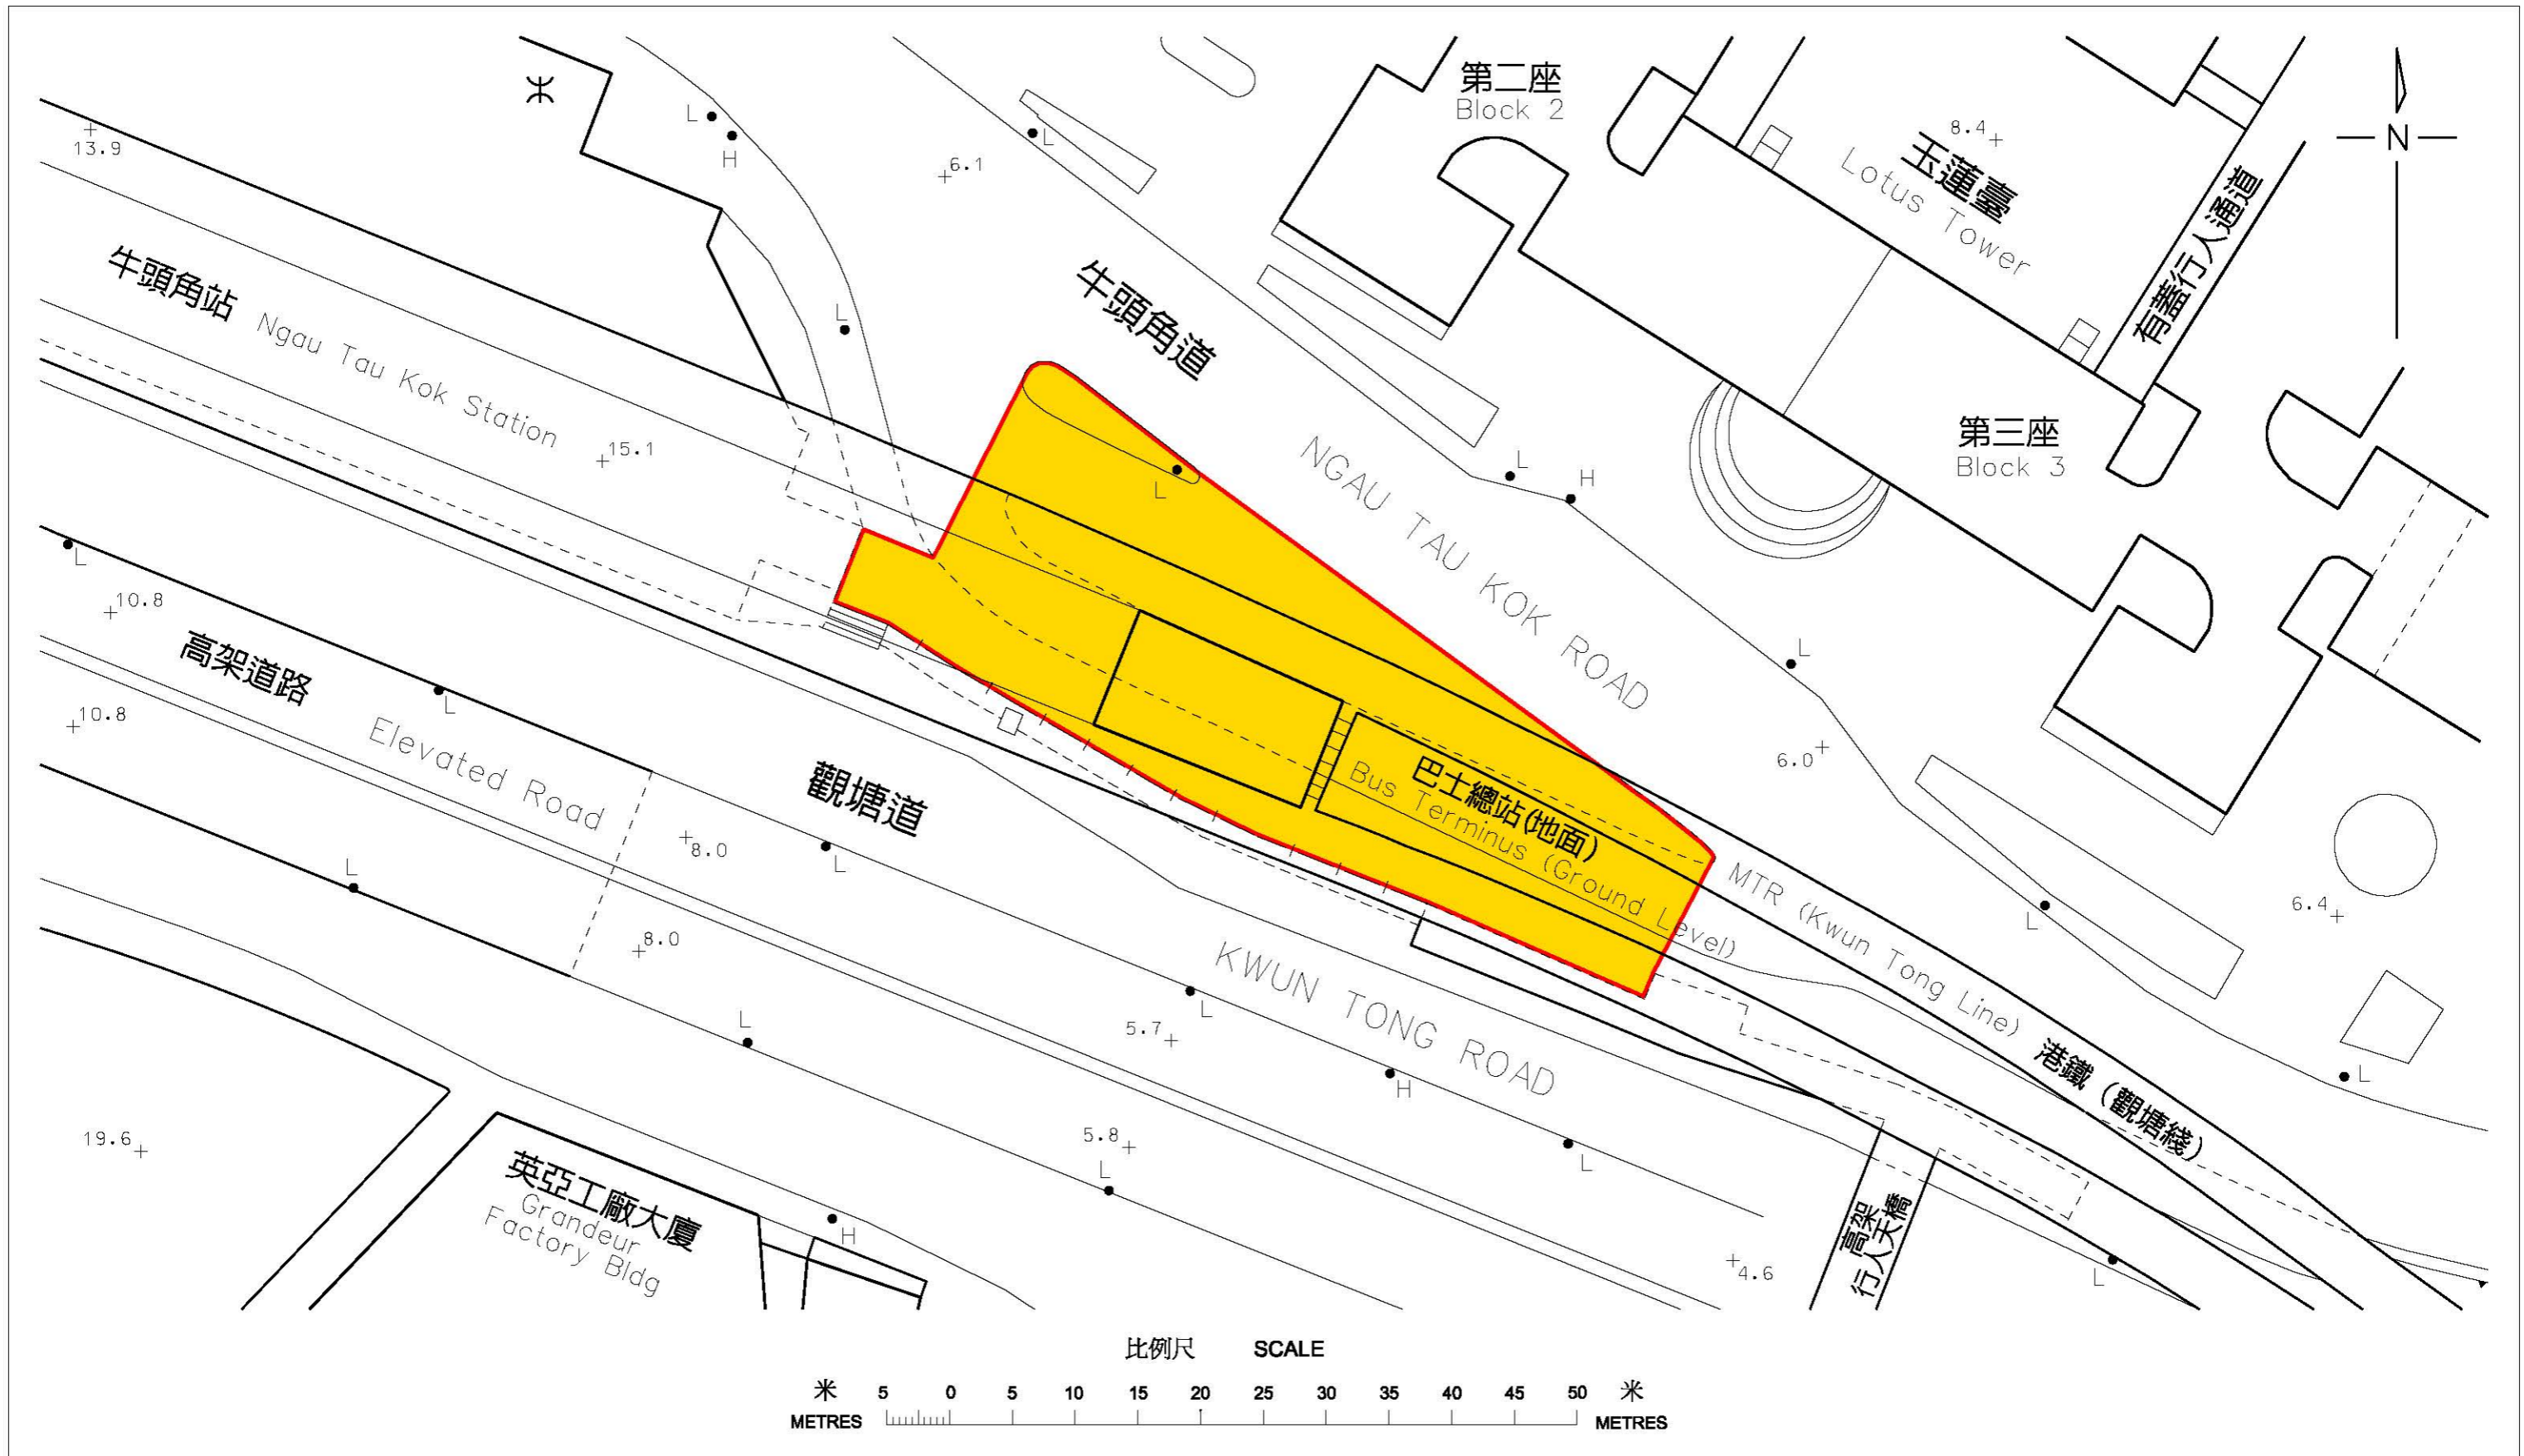 第二座
Block 2
8.4
玉蓮臺
Lotus Tower
N
有蓋行人通道
L
H
L
6.1
13.9
牛頭角站 Ngau Tau Kok Station
牛頭角道
L
15.1
第三座
Block 3
L
L
H
NGAU TAU KOK ROAD
L
10.8
L
高架道路
Elevated Road
10.8
L
L
觀塘道
8.0
L
巴士總站(地面)
Bus Terminus (Ground Level)
6.0
MTR (Kwun Tong Line) 港鐵 (觀塘綫)
L
6.4
8.0
L
KWUN TONG ROAD
L
5.7
L
H
L
L
5.8
L
19.6
英亞工廠大廈
Grandeur
Factory Bldg
H
高架
行人天橋
4.6
L
比例尺 SCALE
米 5 0 5 10 15 20 25 30 35 40 45 50 米
METRES METRES